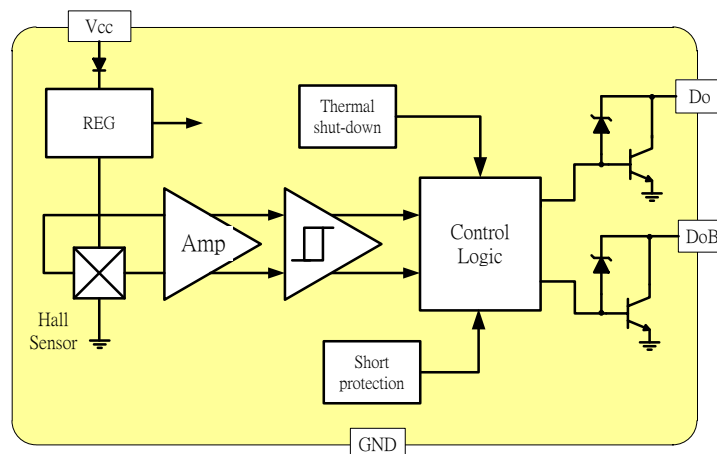 Vcc
REG
Thermal
shut-down
Do
Amp
Control
Logic
DoB
Hall
Sensor
Short
protection
GND